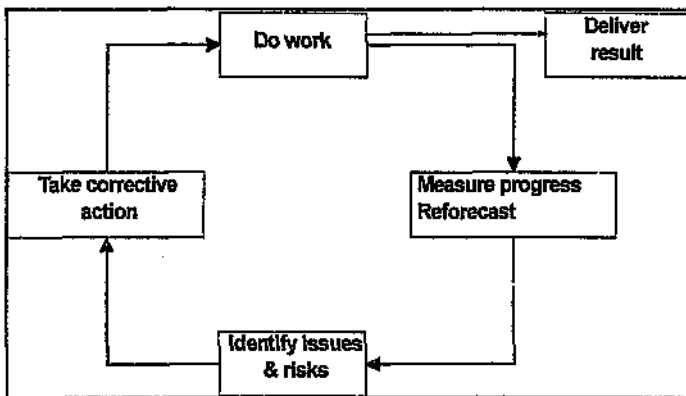 Do work
Deliver
result
Take corrective
action
Measure progress
Reforecast
Identify issues
& risks